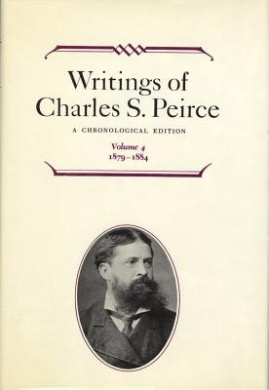 Writings of
Charles S. Peirce
A CHRONOLOGICAL EDITION
Volume 4
1879–1884